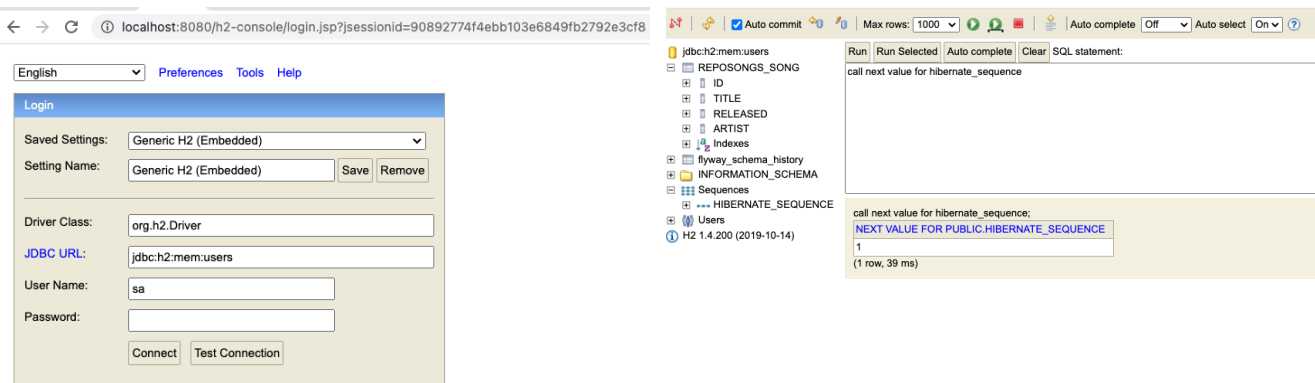 localhost:8080/h2-console/login.jsp?jsessionid=90892774f4ebb103e6849fb2792e3cf8
English Preferences Tools Help
Login
Saved Settings: Generic H2 (Embedded)
Setting Name: Generic H2 (Embedded) Save Remove
Driver Class: org.h2.Driver
JDBC URL: jdbc:h2:mem:users
User Name: sa
Password:
Connect Test Connection
Auto commit Max rows: 1000 Auto complete Off Auto select On
jdbc:h2:mem:users
REPOSONGS_SONG
ID
TITLE
RELEASED
ARTIST
Indexes
flyway_schema_history
INFORMATION_SCHEMA
Sequences
HIBERNATE_SEQUENCE
Users
H2 1.4.200 (2019-10-14)
Run Run Selected Auto complete Clear SQL statement:
call next value for hibernate_sequence
call next value for hibernate_sequence;
NEXT VALUE FOR PUBLIC.HIBERNATE_SEQUENCE
1
(1 row, 39 ms)